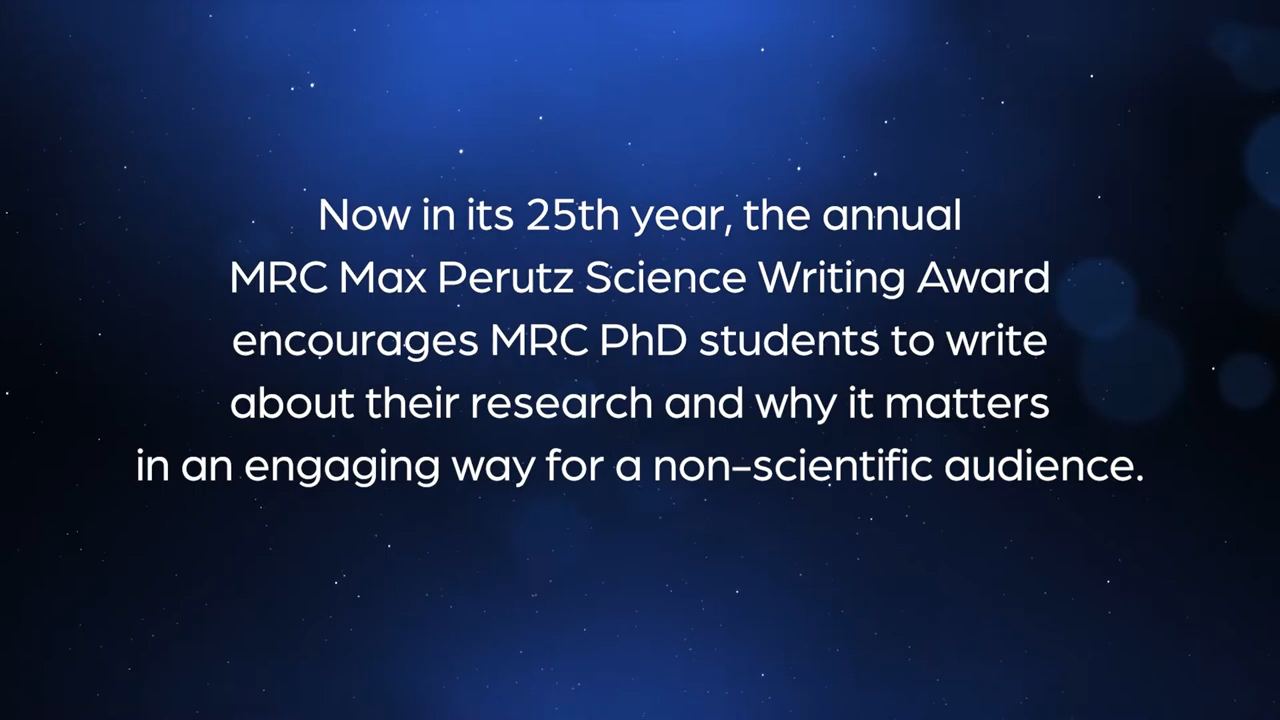 Now in its 25th year, the annual
MRC Max Perutz Science Writing Award
encourages MRC PhD students to write
about their research and why it matters
in an engaging way for a non-scientific audience.